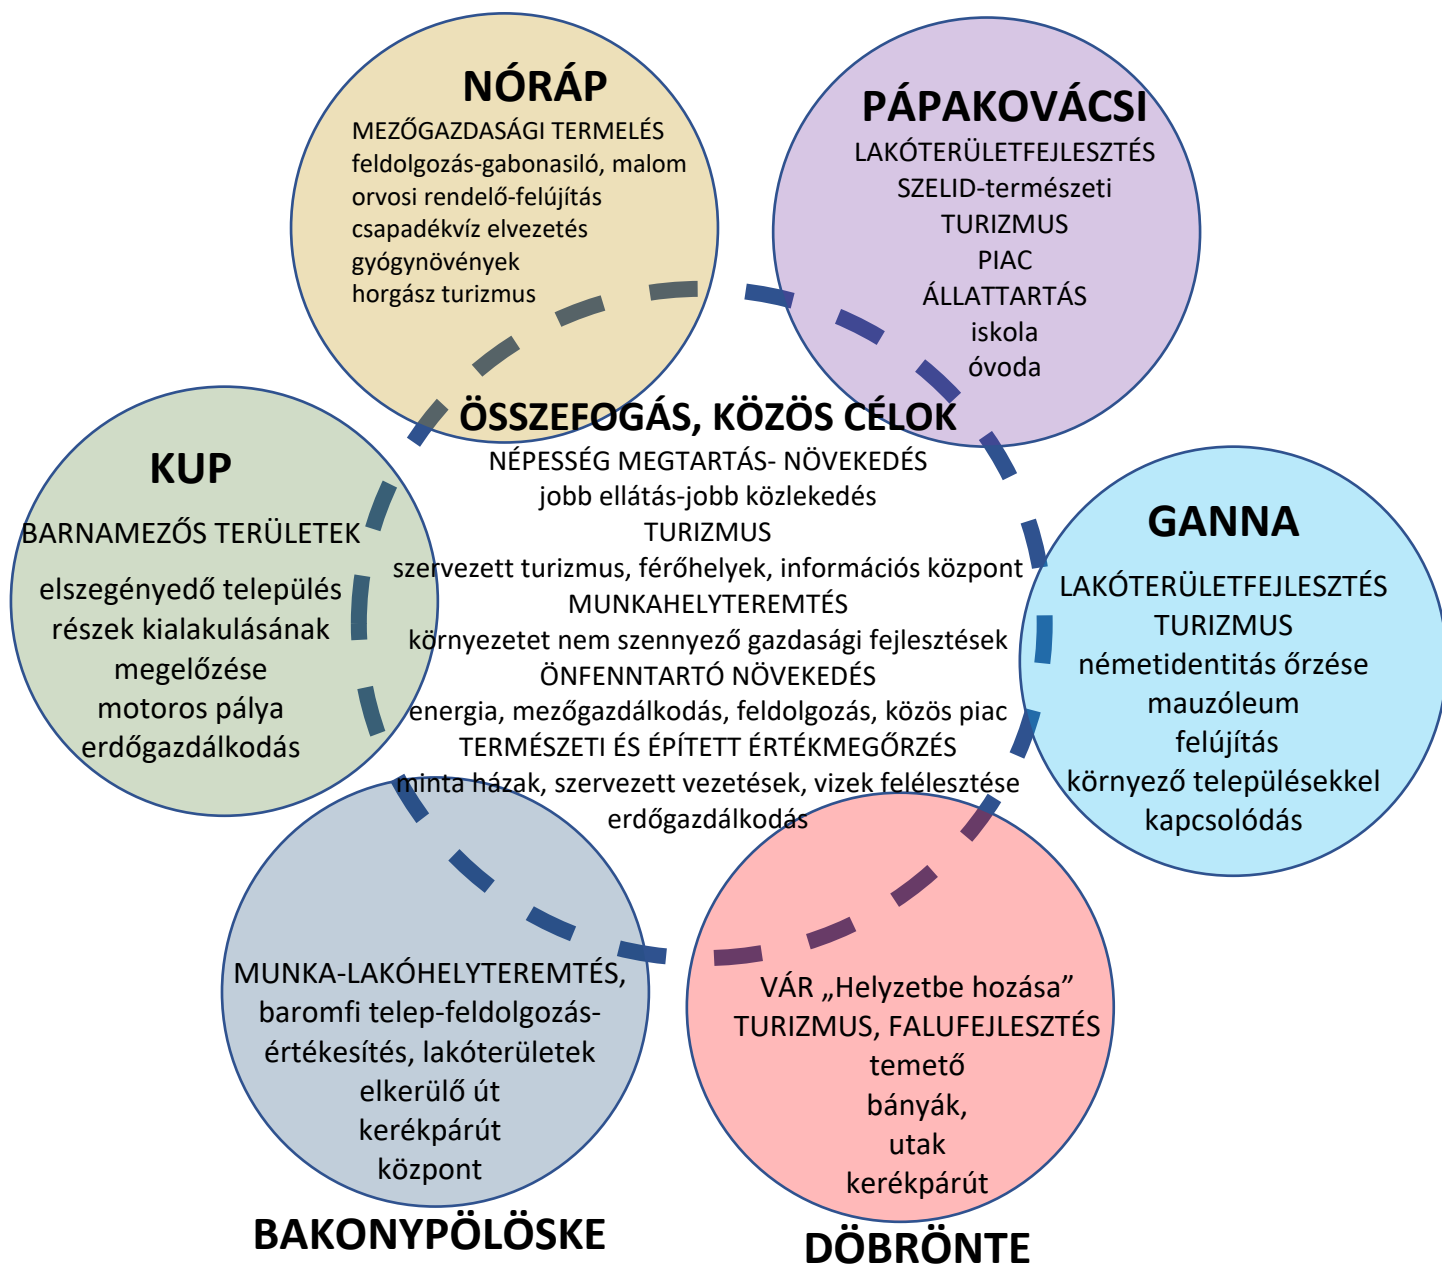 NÓRÁP
MEZŐGAZDASÁGI TERMELÉS
feldolgozás-gabonasiló, malom
orvosi rendelő-felújítás
csapadékvíz elvezetés
gyógynövények
horgász turizmus
PÁPAKOVÁCSI
LAKÓTERÜLETFEJLESZTÉS
SZELID-természeti
TURIZMUS
PIAC
ÁLLATTARTÁS
iskola
óvoda
ÖSSZEFOGÁS, KÖZÖS CÉLOK
NÉPESSÉG MEGTARTÁS- NÖVEKEDÉS
jobb ellátás-jobb közlekedés
TURIZMUS
szervezett turizmus, férőhelyek, információs központ
MUNKAHELYTEREMTÉS
környezetet nem szennyező gazdasági fejlesztések
ÖNFENNTARTÓ NÖVEKEDÉS
energia, mezőgazdálkodás, feldolgozás, közös piac
TERMÉSZETI ÉS ÉPÍTETT ÉRTÉKMEGŐRZÉS
minta házak, szervezett vezetések, vizek felélesztése
erdőgazdálkodás
KUP
BARNAMEZŐS TERÜLETEK
elszegényedő település
részek kialakulásának
megelőzése
motoros pálya
erdőgazdálkodás
GANNA
LAKÓTERÜLETFEJLESZTÉS
TURIZMUS
németidentitás őrzése
mauzóleum
felújítás
környező településekkel
kapcsolódás
MUNKA-LAKÓHELYTEREMTÉS,
baromfi telep-feldolgozás-
értékesítés, lakóterületek
elkerülő út
kerékpárút
központ
BAKONYPÖLÖSKE
VÁR „Helyzetbe hozása”
TURIZMUS, FALUFEJLESZTÉS
temető
bányák,
utak
kerékpárút
DÖBRÖNTE